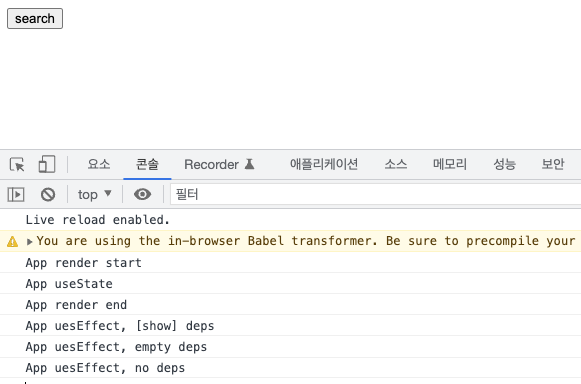 search
요소 콘솔 Recorder 애플리케이션 소스 메모리 성능 보안
top 필터
Live reload enabled.
You are using the in-browser Babel transformer. Be sure to precompile your
App render start
App useState
App render end
App uesEffect, [show] deps
App uesEffect, empty deps
App uesEffect, no deps